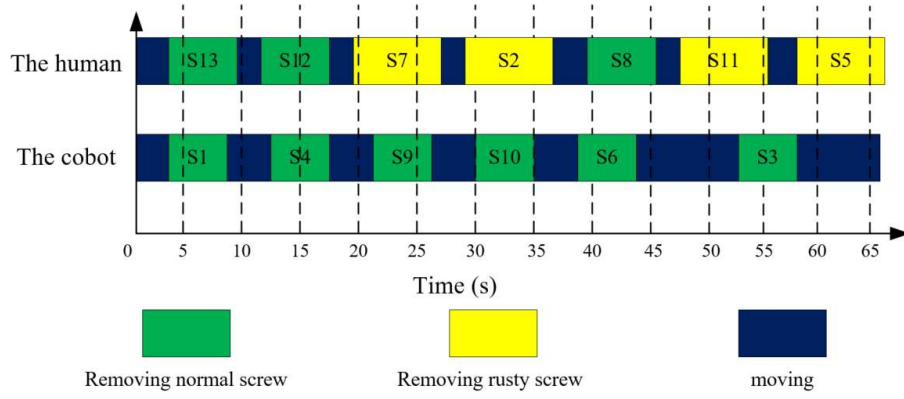 The human S13 S12 S7 S2 S8 S11 S5
The cobot S1 S4 S9 S10 S6 S3
0 5 10 15 20 25 30 35 40 45 50 55 60 65
Time (s)
Removing normal screw Removing rusty screw moving